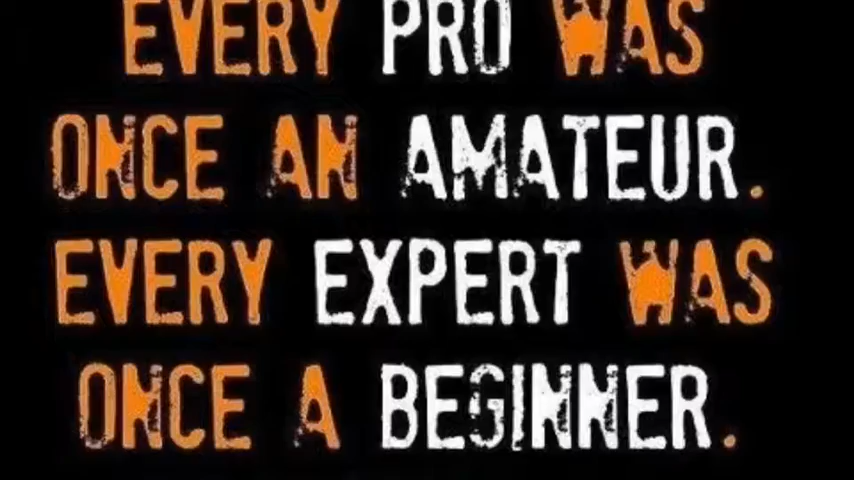 EVERY PRO WAS
ONCE AN AMATEUR.
EVERY EXPERT WAS
ONCE A BEGINNER.